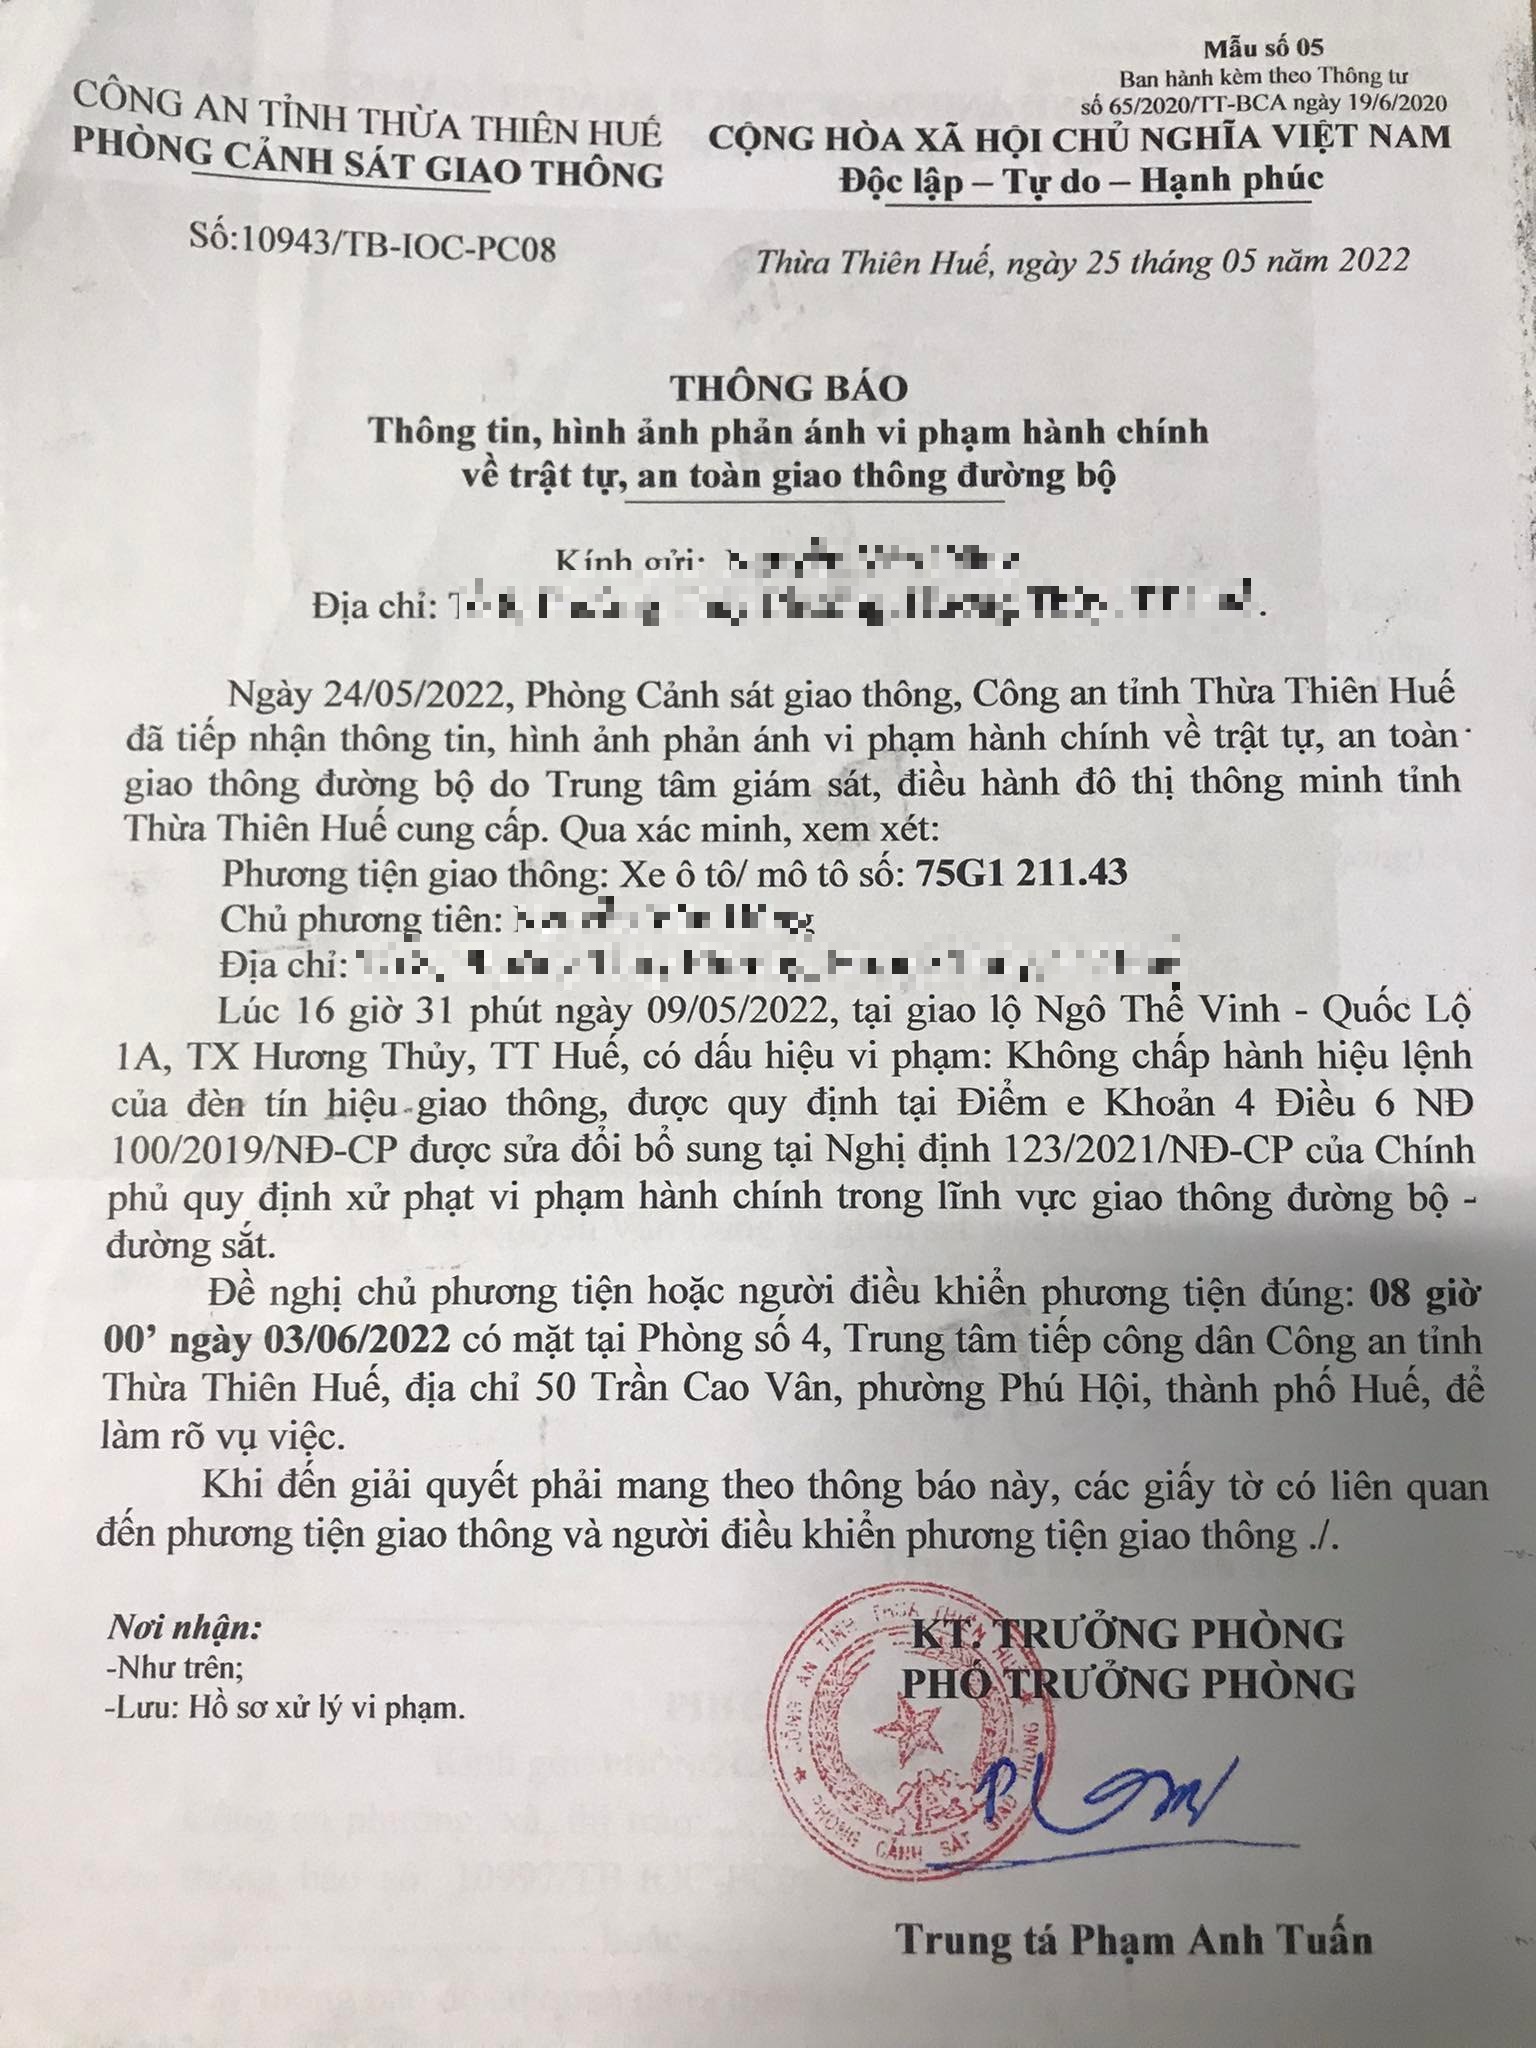 Mẫu số 05
Ban hành kèm theo Thông tư
số 65/2020/TT-BCA ngày 19/6/2020
CÔNG AN TỈNH THỪA THIÊN HUẾ
PHÒNG CẢNH SÁT GIAO THÔNG
CỘNG HÒA XÃ HỘI CHỦ NGHĨA VIỆT NAM
Độc lập – Tự do – Hạnh phúc
Số:10943/TB-IOC-PC08
Thừa Thiên Huế, ngày 25 tháng 05 năm 2022
THÔNG BÁO
Thông tin, hình ảnh phản ánh vi phạm hành chính
về trật tự, an toàn giao thông đường bộ
Kính gửi:
Địa chỉ:
Ngày 24/05/2022, Phòng Cảnh sát giao thông, Công an tỉnh Thừa Thiên Huế
đã tiếp nhận thông tin, hình ảnh phản ánh vi phạm hành chính về trật tự, an toàn
giao thông đường bộ do Trung tâm giám sát, điều hành đô thị thông minh tỉnh
Thừa Thiên Huế cung cấp. Qua xác minh, xem xét:
Phương tiện giao thông: Xe ô tô/ mô tô số: 75G1 211.43
Chủ phương tiên:
Địa chỉ:
Lúc 16 giờ 31 phút ngày 09/05/2022, tại giao lộ Ngô Thế Vinh - Quốc Lộ
1A, TX Hương Thủy, TT Huế, có dấu hiệu vi phạm: Không chấp hành hiệu lệnh
của đèn tín hiệu giao thông, được quy định tại Điểm e Khoản 4 Điều 6 NĐ
100/2019/NĐ-CP được sửa đổi bổ sung tại Nghị định 123/2021/NĐ-CP của Chính
phủ quy định xử phạt vi phạm hành chính trong lĩnh vực giao thông đường bộ -
đường sắt.
Đề nghị chủ phương tiện hoặc người điều khiển phương tiện đúng: 08 giờ
00’ ngày 03/06/2022 có mặt tại Phòng số 4, Trung tâm tiếp công dân Công an tỉnh
Thừa Thiên Huế, địa chỉ 50 Trần Cao Vân, phường Phú Hội, thành phố Huế, để
làm rõ vụ việc.
Khi đến giải quyết phải mang theo thông báo này, các giấy tờ có liên quan
đến phương tiện giao thông và người điều khiển phương tiện giao thông ./.
Nơi nhận:
-Như trên;
-Lưu: Hồ sơ xử lý vi phạm.
KT. TRƯỞNG PHÒNG
PHÓ TRƯỞNG PHÒNG
CÔNG AN TỈNH THỪA THIÊN HUẾ
PHÒNG CẢNH SÁT GIAO THÔNG
Trung tá Phạm Anh Tuấn